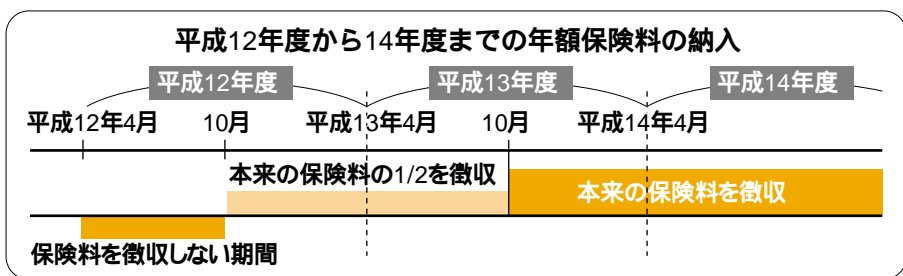 平成12年度から14年度までの年額保険料の納入
平成12年度 平成13年度 平成14年度
平成12年4月 10月 平成13年4月 10月 平成14年4月
本来の保険料の1/2を徴収
本来の保険料を徴収
保険料を徴収しない期間